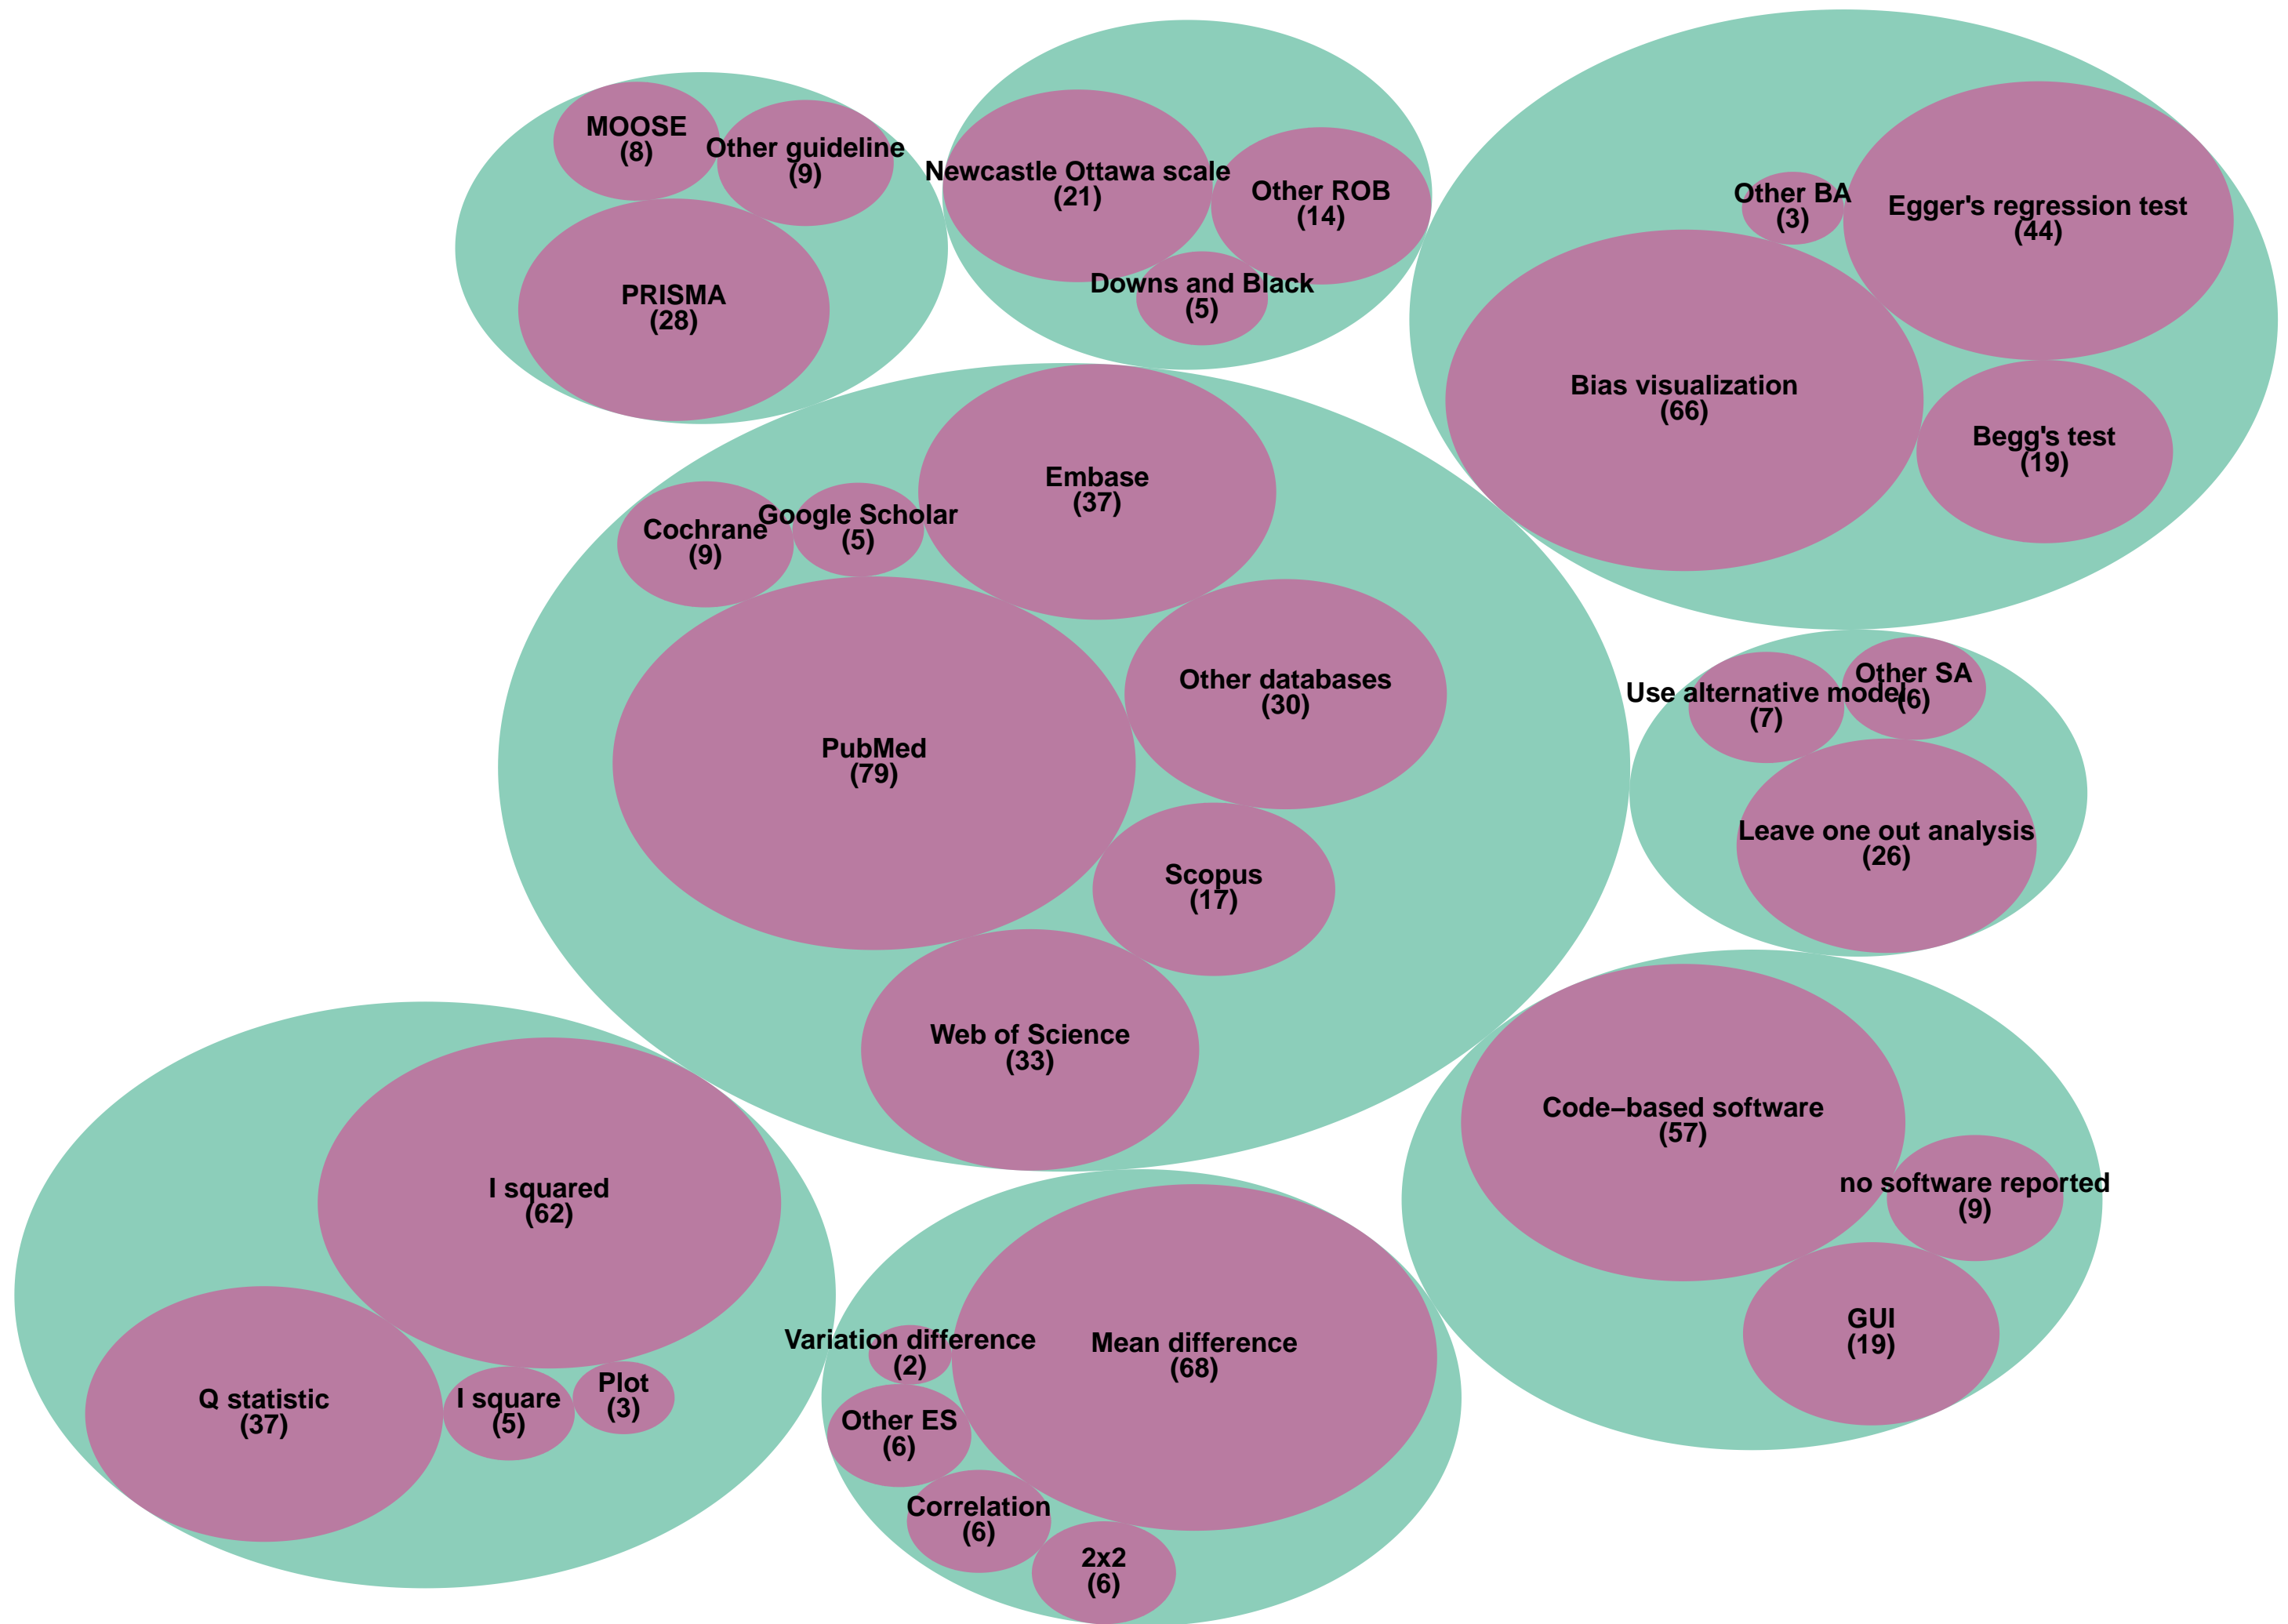 MOOSE
(8)
Other guideline
(9)
PRISMA
(28)
Newcastle Ottawa scale
(21)
Other ROB
(14)
Downs and Black
(5)
Other BA
(3)
Egger's regression test
(44)
Bias visualization
(66)
Begg's test
(19)
Embase
(37)
Cochrane
(9)
Google Scholar
(5)
Other databases
(30)
PubMed
(79)
Scopus
(17)
Web of Science
(33)
Use alternative model
(7)
Other SA
(6)
Leave one out analysis
(26)
Code−based software
(57)
no software reported
(9)
GUI
(19)
I squared
(62)
Q statistic
(37)
I square
(5)
Plot
(3)
Variation difference
(2)
Mean difference
(68)
Other ES
(6)
Correlation
(6)
2x2
(6)